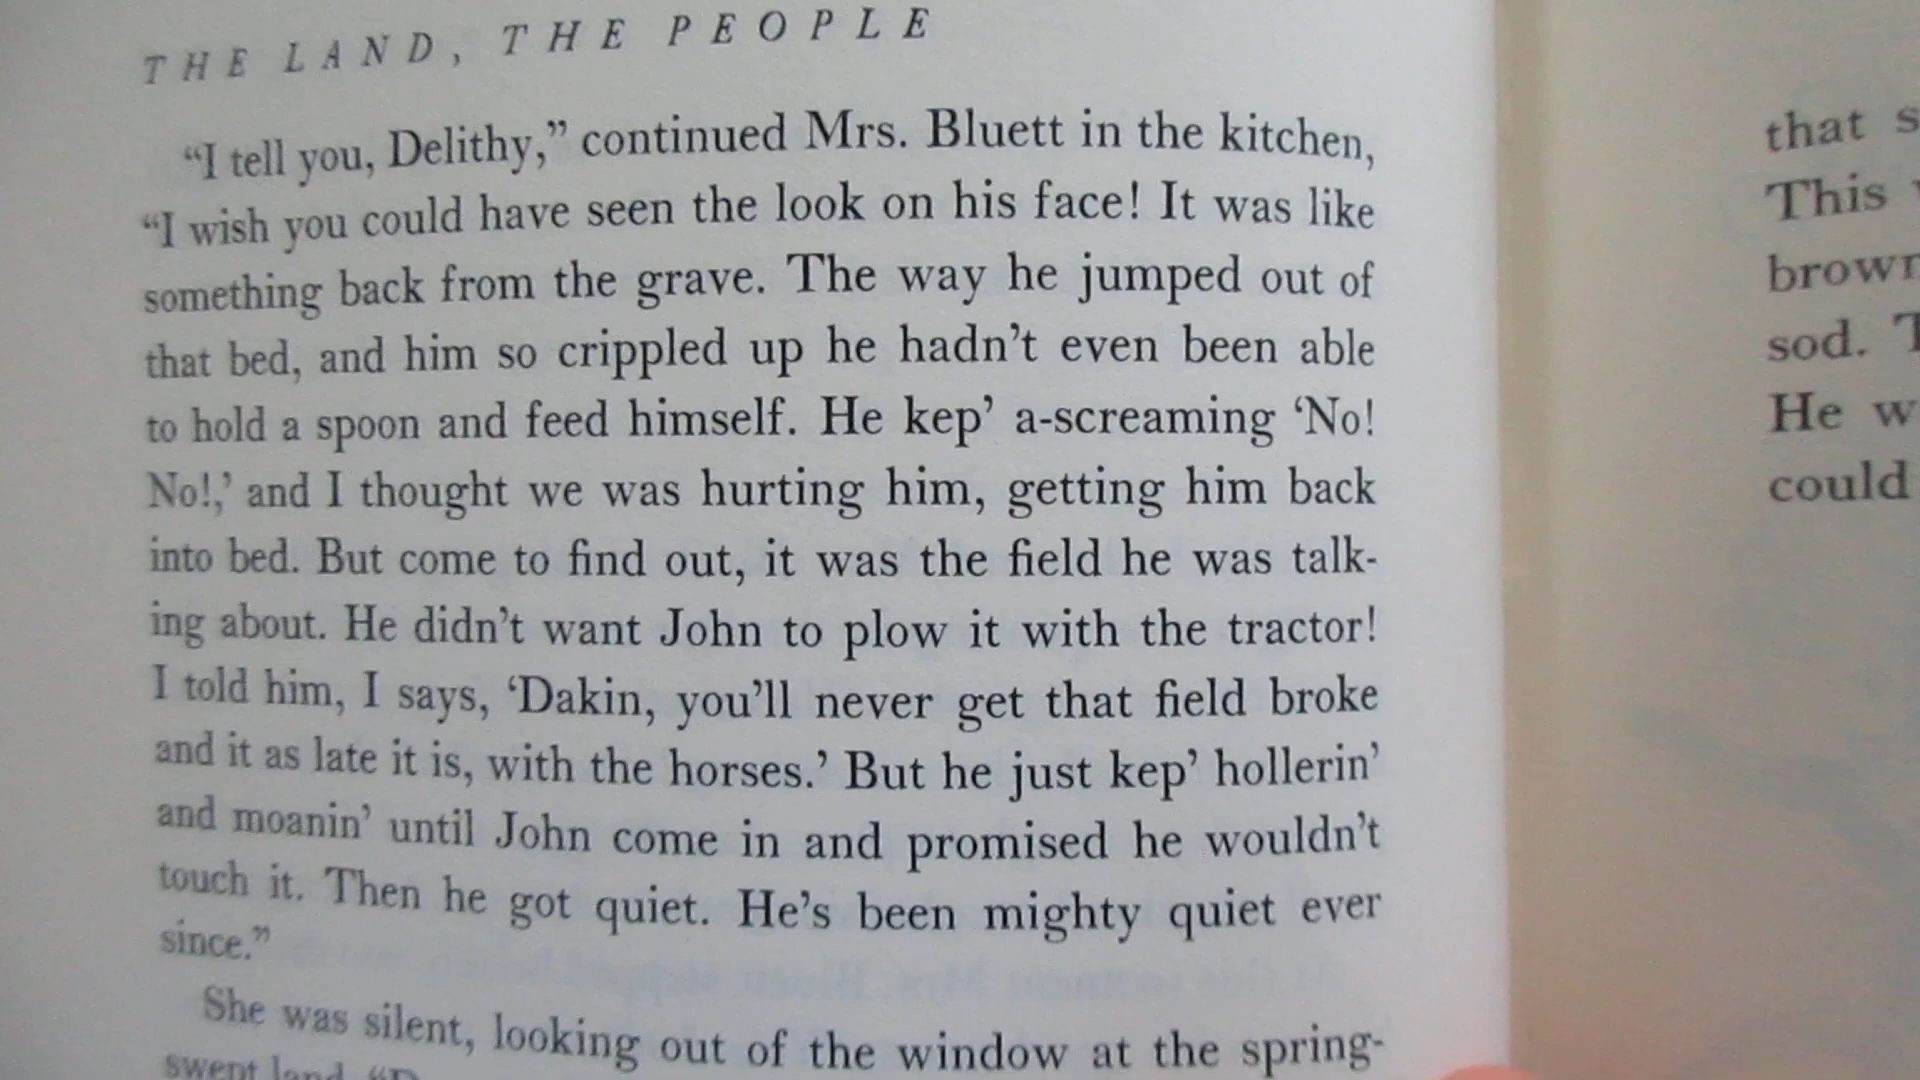 THE LAND, THE PEOPLE
“I tell you, Delithy,” continued Mrs. Bluett in the kitchen,
“I wish you could have seen the look on his face! It was like
something back from the grave. The way he jumped out of
that bed, and him so crippled up he hadn’t even been able
to hold a spoon and feed himself. He kep’ a-screaming ‘No!
No!,’ and I thought we was hurting him, getting him back
into bed. But come to find out, it was the field he was talk-
ing about. He didn’t want John to plow it with the tractor!
I told him, I says, ‘Dakin, you’ll never get that field broke
and it as late it is, with the horses.’ But he just kep’ hollerin’
and moanin’ until John come in and promised he wouldn’t
touch it. Then he got quiet. He’s been mighty quiet ever
since.”
She was silent, looking out of the window at the spring-
swept land.
that
This
sod.
He
could